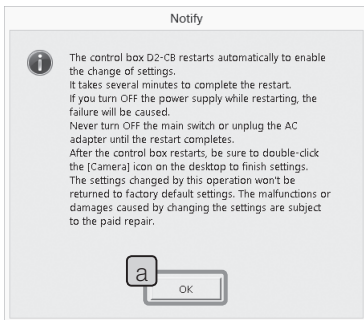 Notify
The control box D2-CB restarts automatically to enable
the change of settings.
It takes several minutes to complete the restart.
If you turn OFF the power supply while restarting, the
failure will be caused.
Never turn OFF the main switch or unplug the AC
adapter until the restart completes.
After the control box restarts, be sure to double-click
the [Camera] icon on the desktop to finish settings.
The settings changed by this operation won't be
returned to factory default settings. The malfunctions or
damages caused by changing the settings are subject
to the paid repair.
a
OK